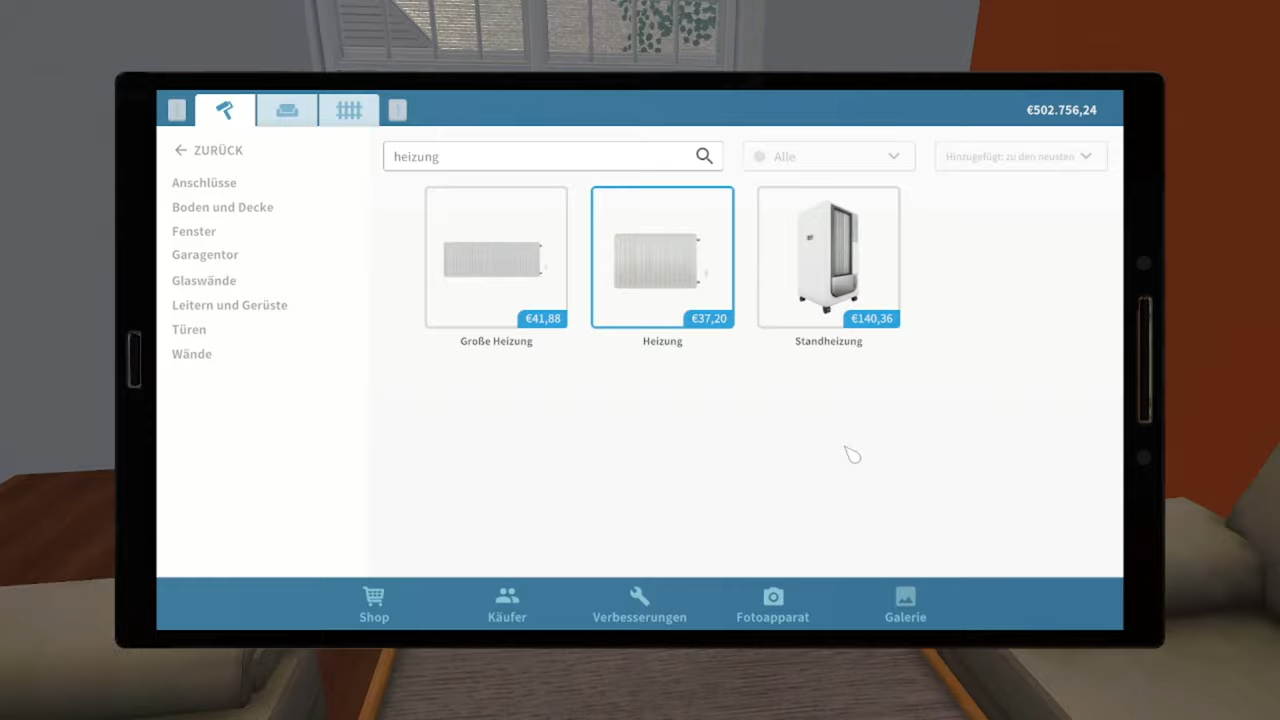 €502.756,24
ZURÜCK
heizung
Alle
Hinzugefügt: zu den neusten
Anschlüsse
Boden und Decke
Fenster
Garagentor
Glaswände
Leitern und Gerüste
Türen
Wände
€41,88
€37,20
€140,36
Große Heizung
Heizung
Standheizung
Shop
Käufer
Verbesserungen
Fotoapparat
Galerie